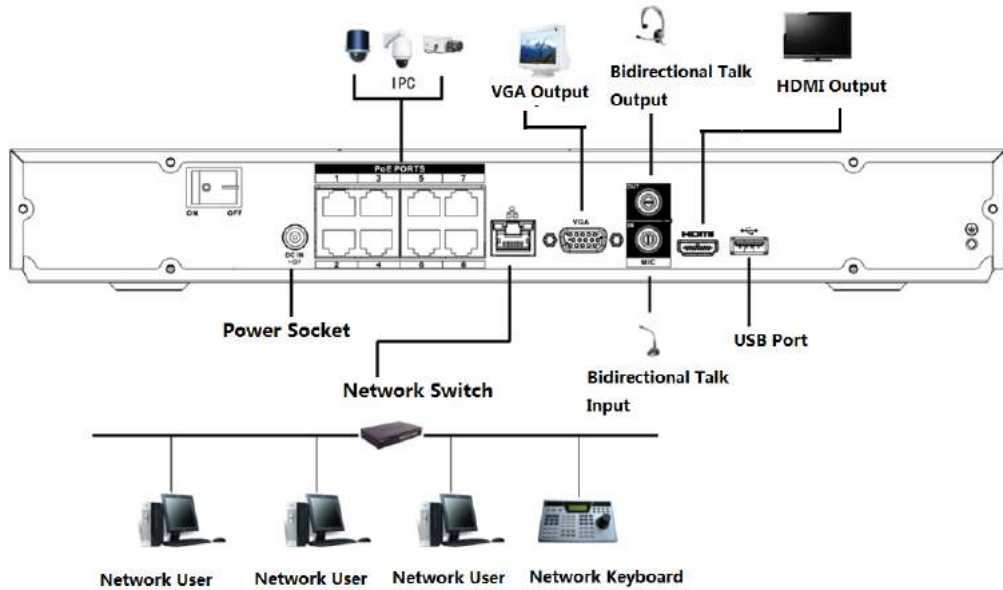 IPC
VGA Output
Bidirectional Talk
Output
HDMI Output
PoE PORTS
1 3 5 7
ON OFF
DC IN
2 4 6 8
VGA
OUT
IN
MIC
HDMI
Power Socket
Network Switch
Bidirectional Talk
Input
USB Port
Network User
Network User
Network User
Network Keyboard